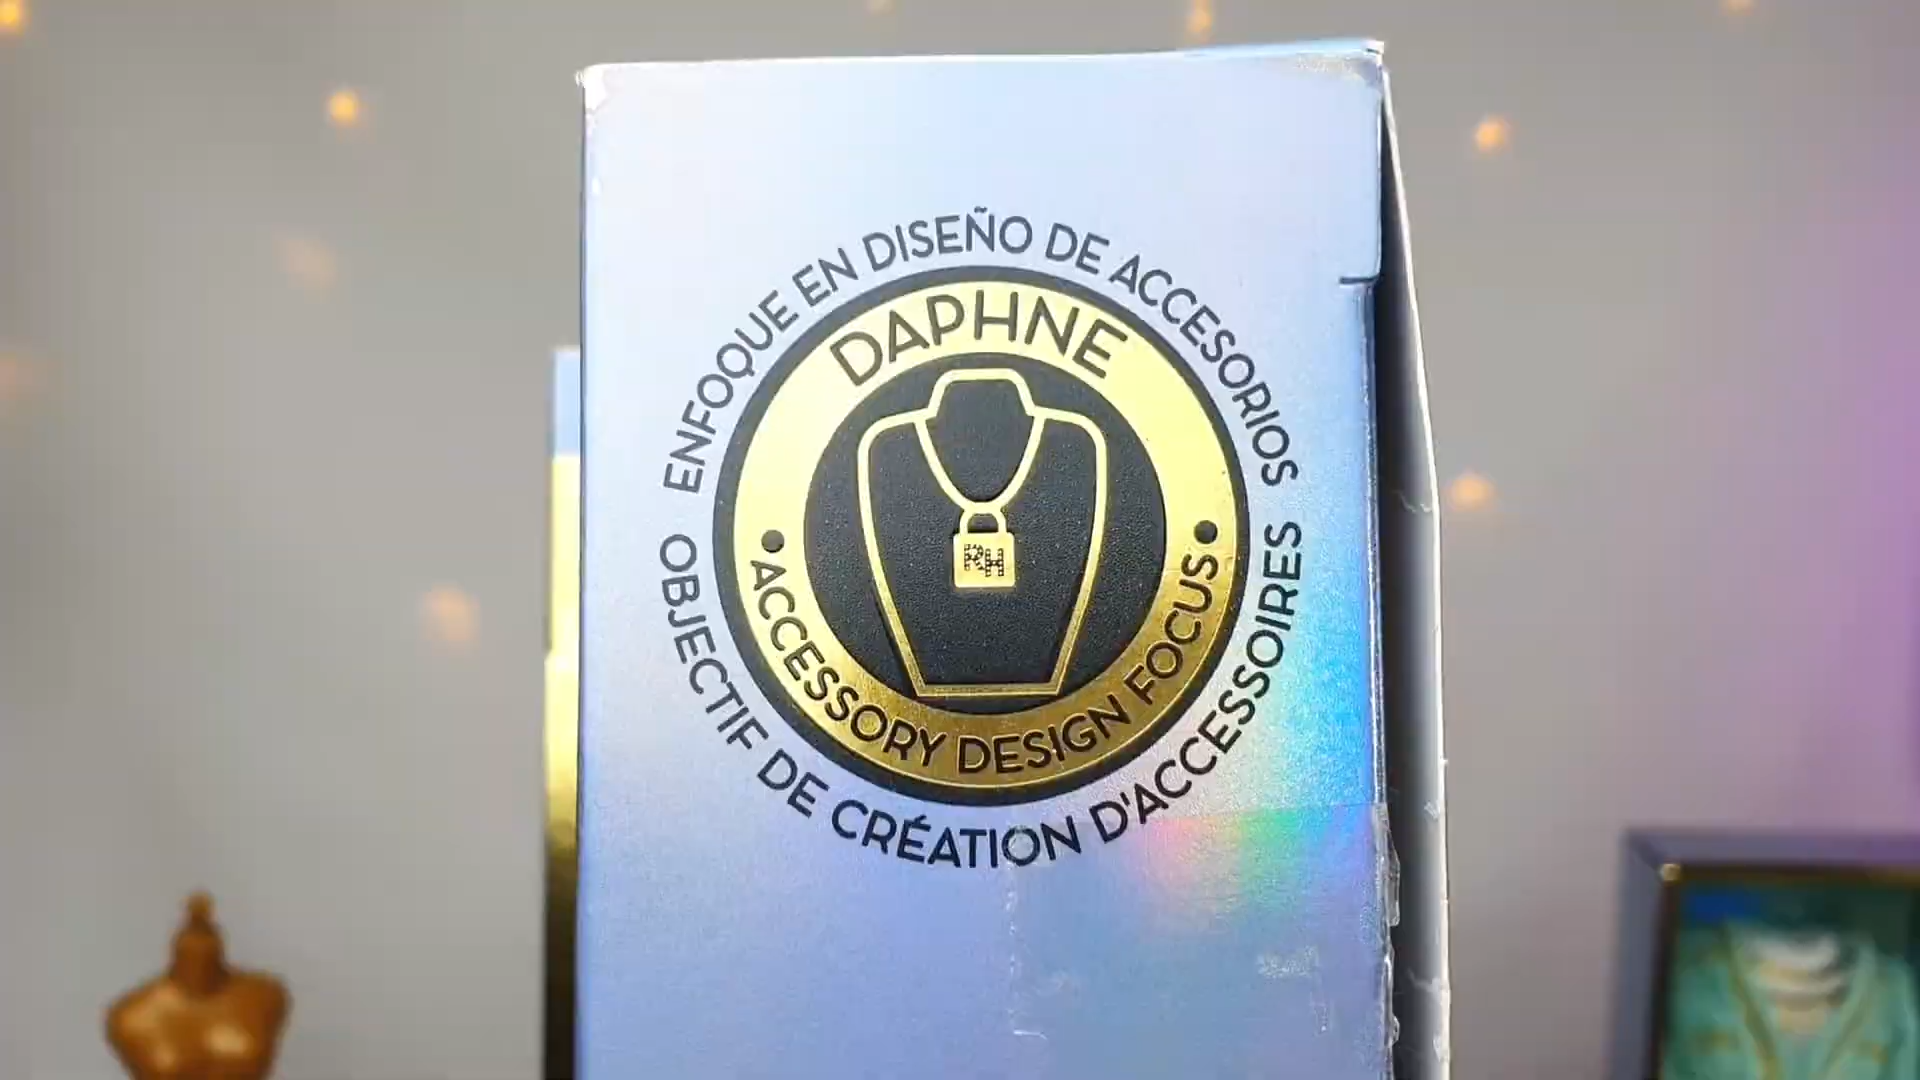 ENFOQUE EN DISEÑO DE ACCESORIOS
DAPHNE
RH
•ACCESSORY DESIGN FOCUS•
OBJECTIF DE CRÉATION D'ACCESSOIRES